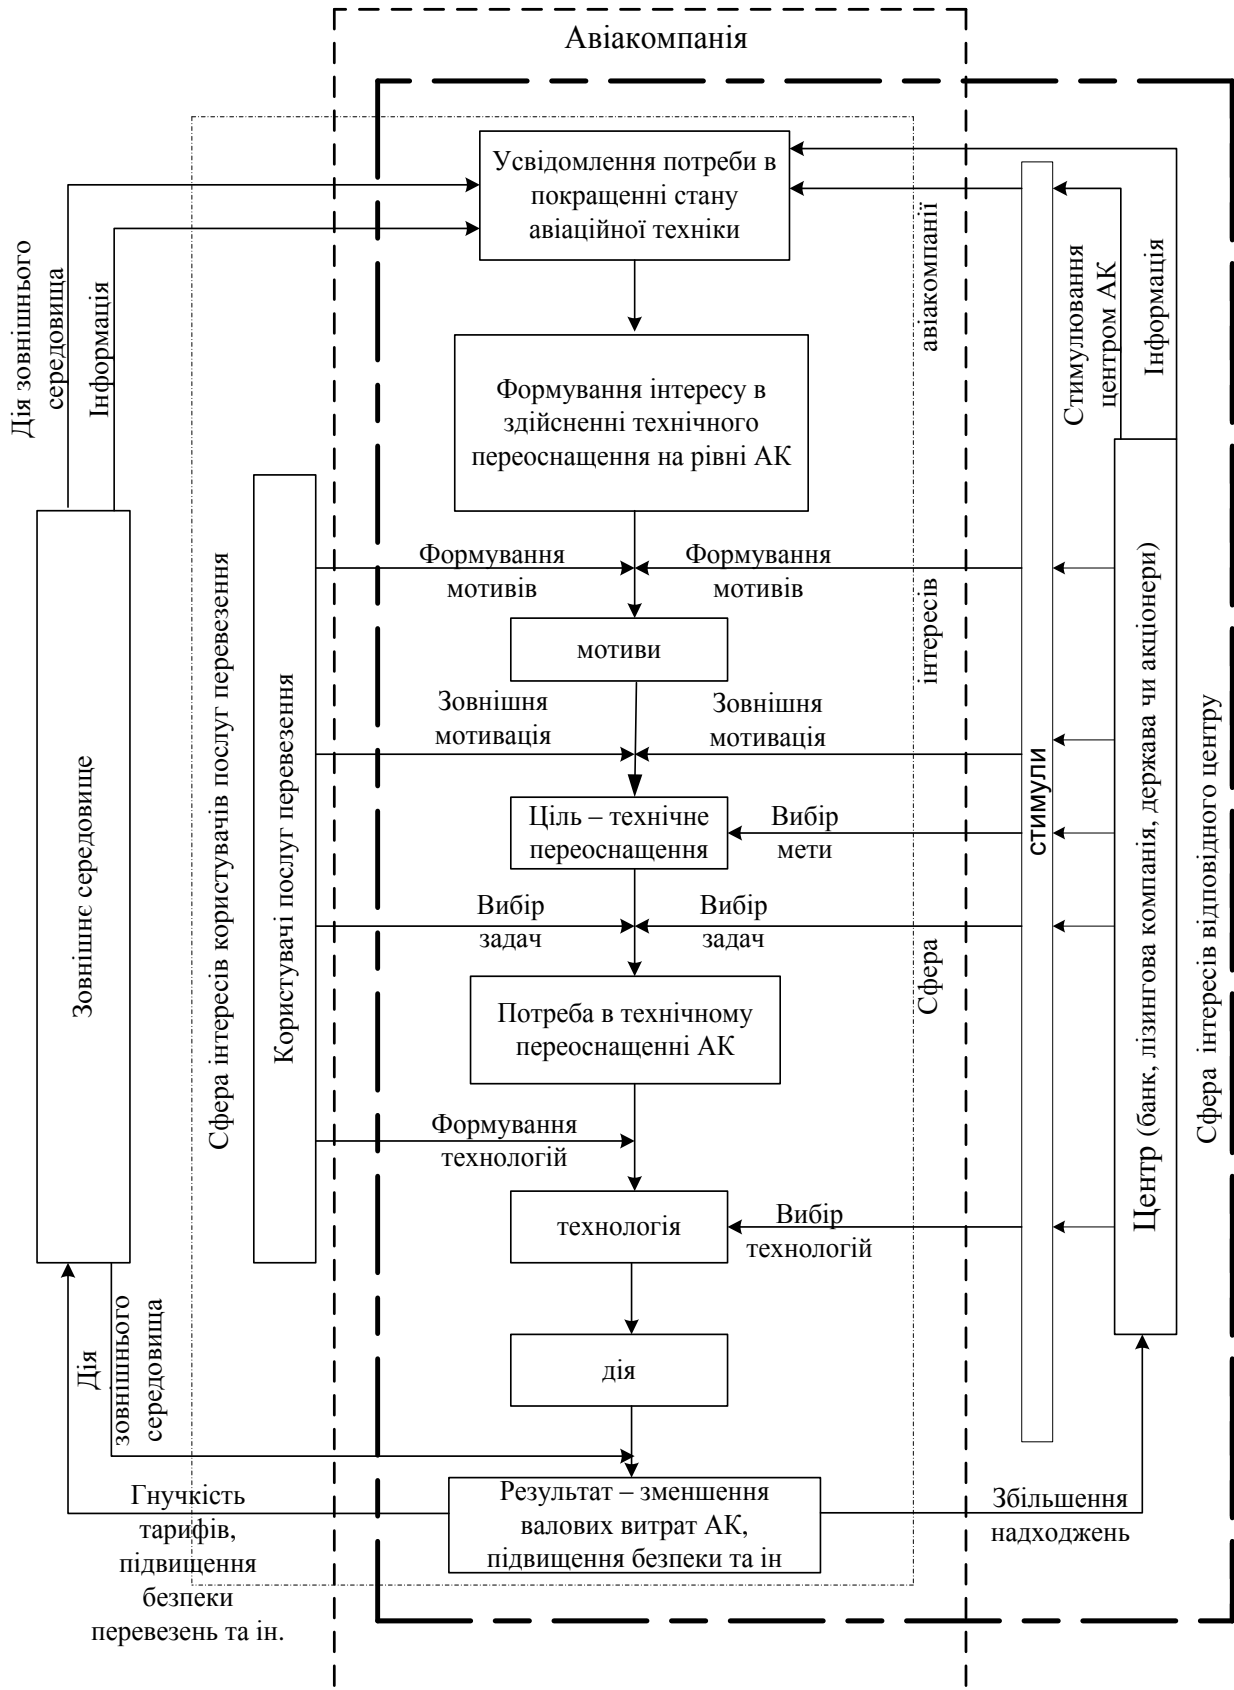 Авіакомпанія
Усвідомлення потреби в
покращенні стану
авіаційної техніки
Дія зовнішнього
середовища
Інформація
авіакомпанії
Стимулювання
центром АК
Інформація
Формування інтересу в
здійсненні технічного
переоснащення на рівні АК
Формування
мотивів
Формування
мотивів
мотиви
інтересів
Зовнішня
мотивація
Зовнішня
мотивація
Зовнішнє середовище
Сфера інтересів користувачів послуг перевезення
Користувачі послуг перевезення
стимули
Центр (банк, лізингова компанія, держава чи акціонери)
Сфера  інтересів відповідного центру
Ціль – технічне
переоснащення
Вибір
мети
Вибір
задач
Вибір
задач
Сфера
Потреба в технічному
переоснащенні АК
Формування
технологій
технологія
Вибір
технологій
Дія
зовнішнього
середовища
дія
Результат – зменшення
валових витрат АК,
підвищення безпеки та ін
Гнучкість
тарифів,
підвищення
безпеки
перевезень та ін.
Збільшення
надходжень